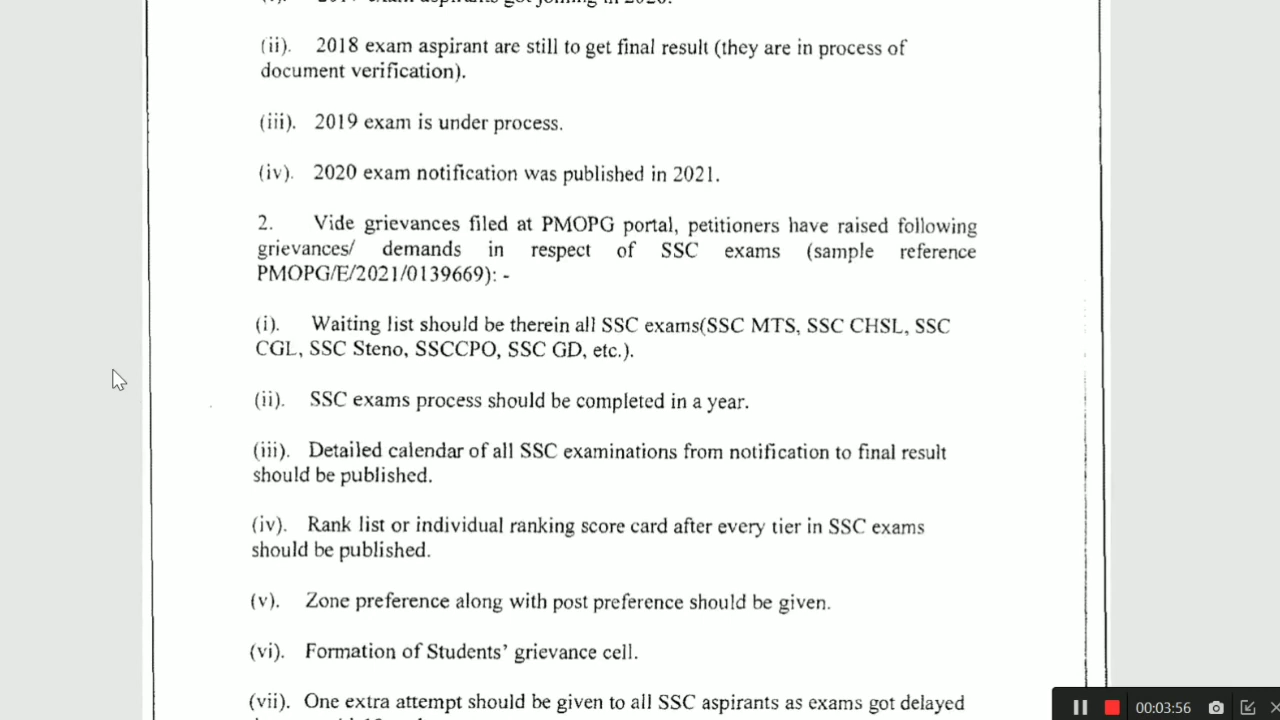 (ii). 2018 exam aspirant are still to get final result (they are in process of
document verification).
(iii). 2019 exam is under process.
(iv). 2020 exam notification was published in 2021.
2. Vide grievances filed at PMOPG portal, petitioners have raised following
grievances/ demands in respect of SSC exams (sample reference
PMOPG/E/2021/0139669): -
(i). Waiting list should be therein all SSC exams(SSC MTS, SSC CHSL, SSC
CGL, SSC Steno, SSCCPO, SSC GD, etc.).
(ii). SSC exams process should be completed in a year.
(iii). Detailed calendar of all SSC examinations from notification to final result
should be published.
(iv). Rank list or individual ranking score card after every tier in SSC exams
should be published.
(v). Zone preference along with post preference should be given.
(vi). Formation of Students' grievance cell.
(vii). One extra attempt should be given to all SSC aspirants as exams got delayed
00:03:56